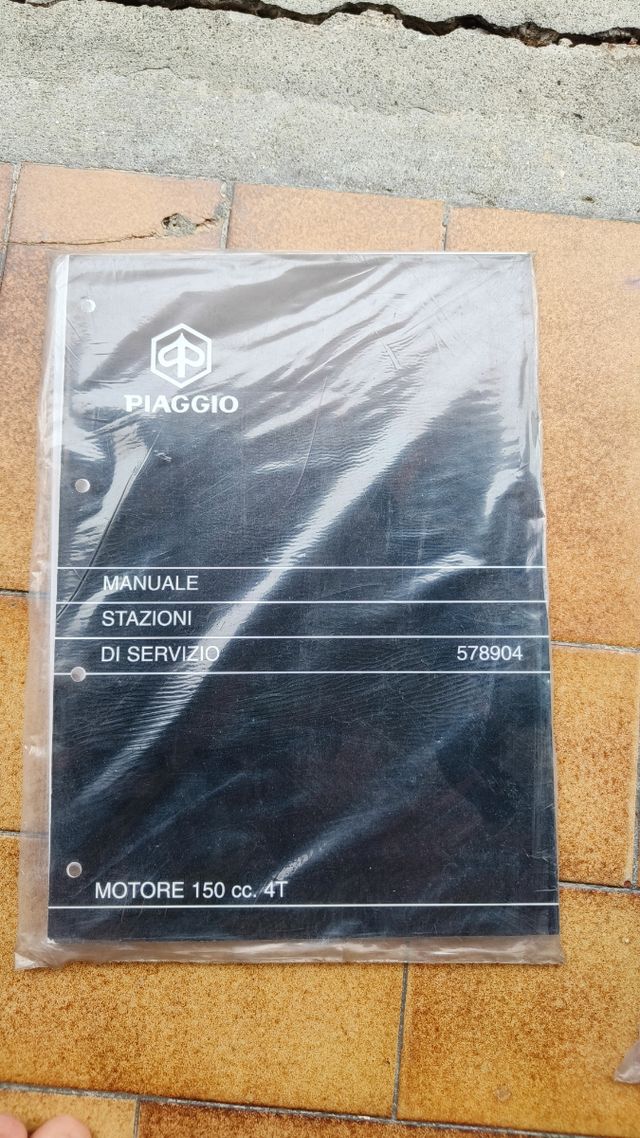 PIAGGIO
MANUALE
STAZIONI
DI SERVIZIO 578904
MOTORE 150 cc. 4T